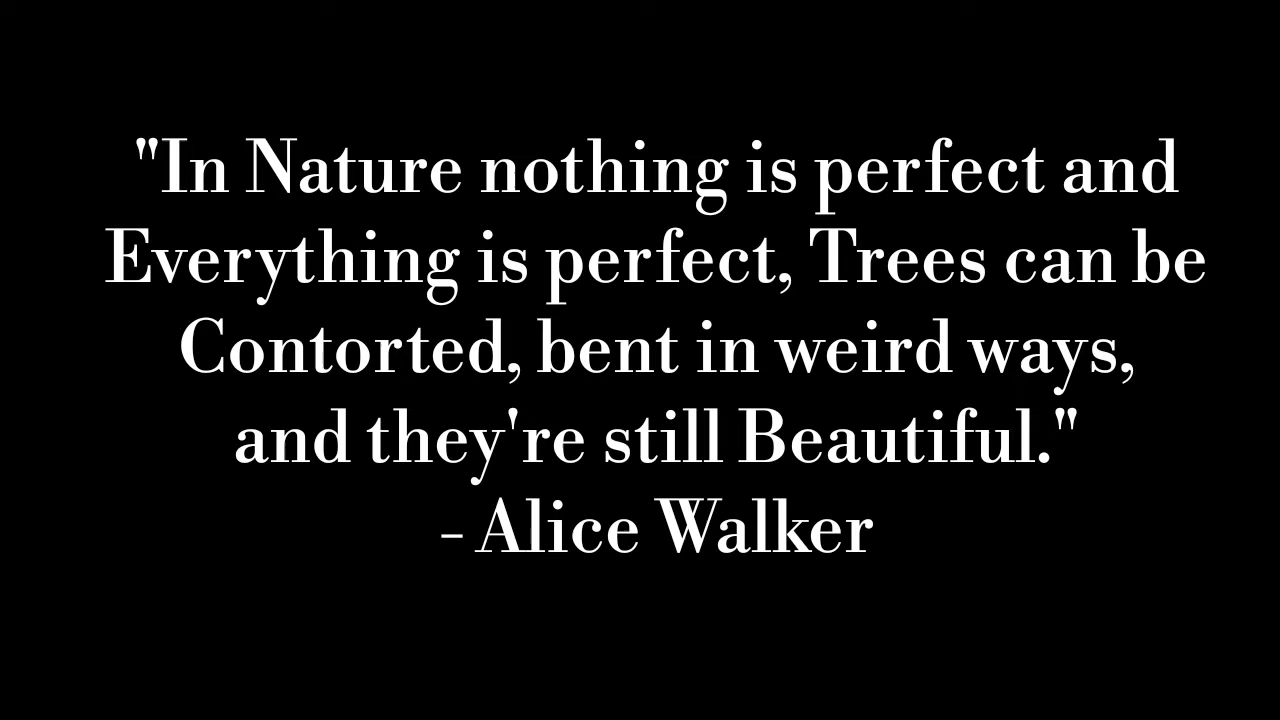 "In Nature nothing is perfect and
Everything is perfect, Trees can be
Contorted, bent in weird ways,
and they're still Beautiful."
- Alice Walker